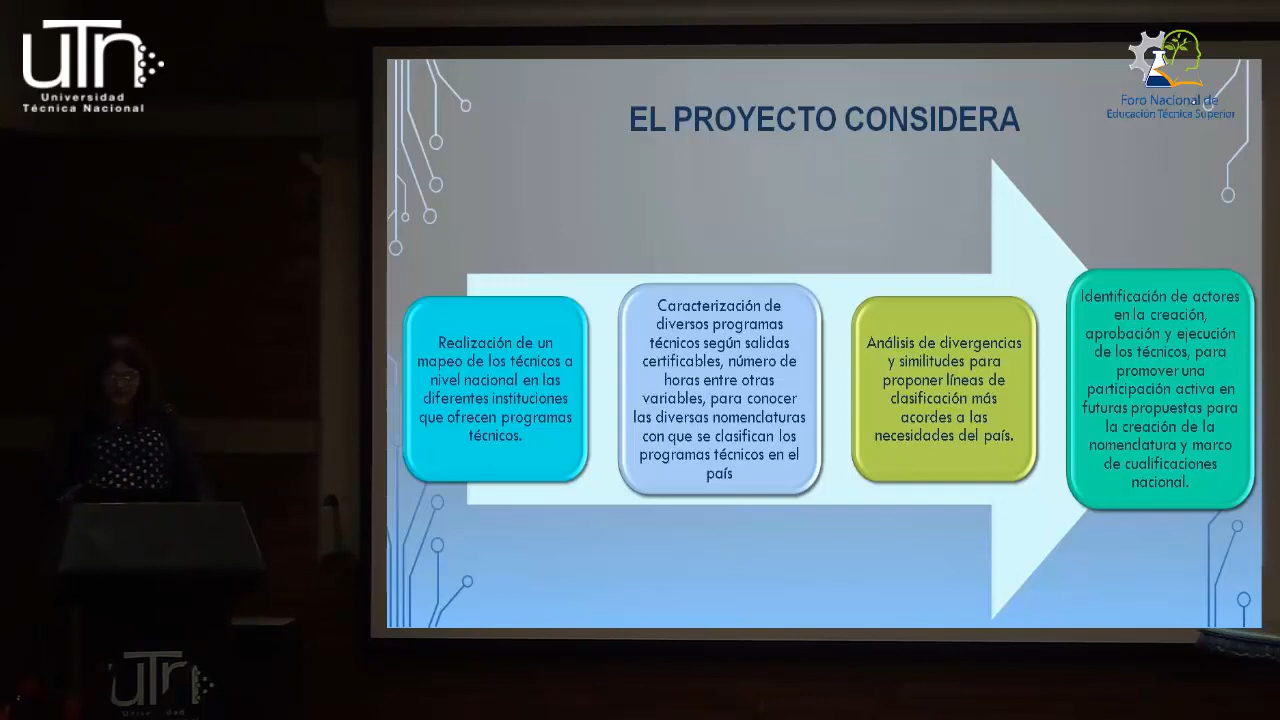 uTn
Universidad
Técnica Nacional
Foro Nacional de
Educación Técnica Superior
EL PROYECTO CONSIDERA
Realización de un
mapeo de los técnicos a
nivel nacional en las
diferentes instituciones
que ofrecen programas
técnicos.
Caracterización de
diversos programas
técnicos según salidas
certificables, número de
horas entre otras
variables, para conocer
las diversas nomenclaturas
con que se clasifican los
programas técnicos en el
país
Análisis de divergencias
y similitudes para
proponer líneas de
clasificación más
acordes a las
necesidades del país.
Identificación de actores
en la creación,
aprobación y ejecución
de los técnicos, para
promover una
participación activa en
futuras propuestas para
la creación de la
nomenclatura y marco
de cualificaciones
nacional.
uTn
Universidad